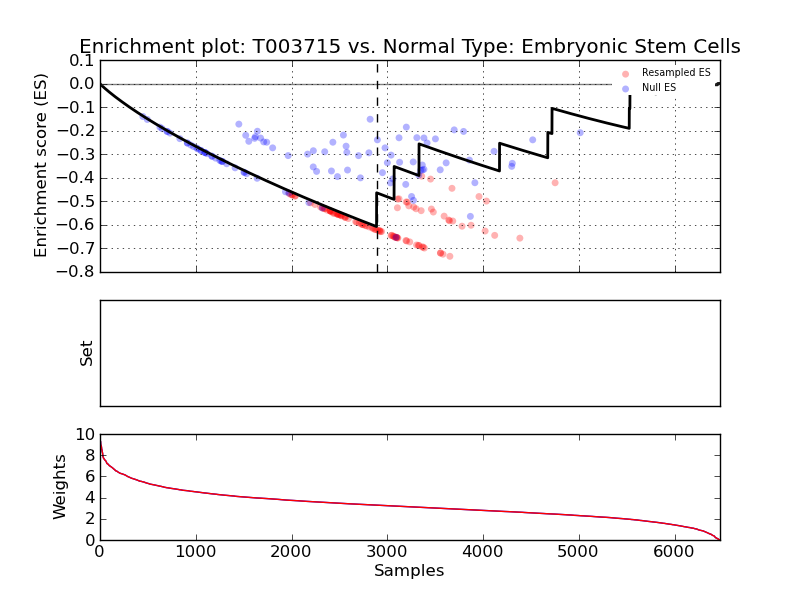 Enrichment plot: T003715 vs. Normal Type: Embryonic Stem Cells
Enrichment score (ES)
0.1
0.0
−0.1
−0.2
−0.3
−0.4
−0.5
−0.6
−0.7
−0.8
Resampled ES
Null ES
Set
Weights
10
8
6
4
2
0
0 1000 2000 3000 4000 5000 6000
Samples